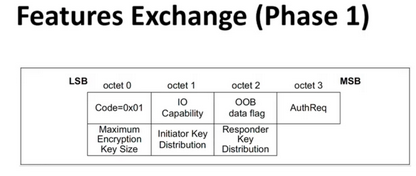 Features Exchange (Phase 1)
LSB octet 0 octet 1 octet 2 octet 3 MSB
Code=0x01 IO Capability OOB data flag AuthReq
Maximum Encryption Key Size Initiator Key Distribution Responder Key Distribution